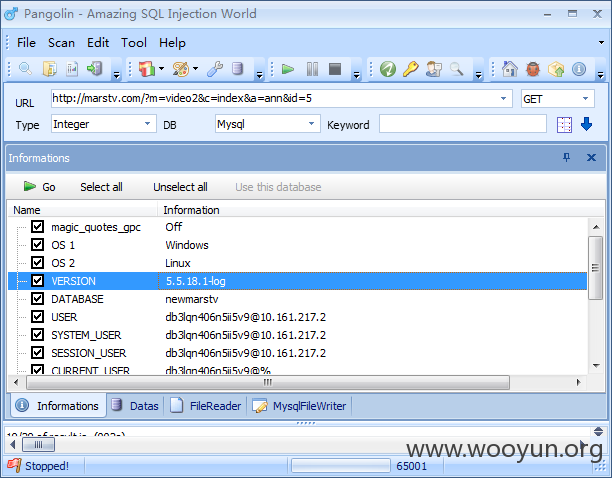 Pangolin - Amazing SQL Injection World
File Scan Edit Tool Help
URL http://marstv.com/?m=video2&c=index&a=ann&id=5 GET
Type Integer DB Mysql Keyword
Informations
Go Select all Unselect all Use this database
Name Information
magic_quotes_gpc Off
OS 1 Windows
OS 2 Linux
VERSION 5.5.18.1-log
DATABASE newmarstv
USER db3lqn406n5ii5v9@10.161.217.2
SYSTEM_USER db3lqn406n5ii5v9@10.161.217.2
SESSION_USER db3lqn406n5ii5v9@10.161.217.2
CURRENT_USER db3lqn406n5ii5v9@%
Informations Datas FileReader MysqlFileWriter
www.wooyun.org
Stopped! 65001